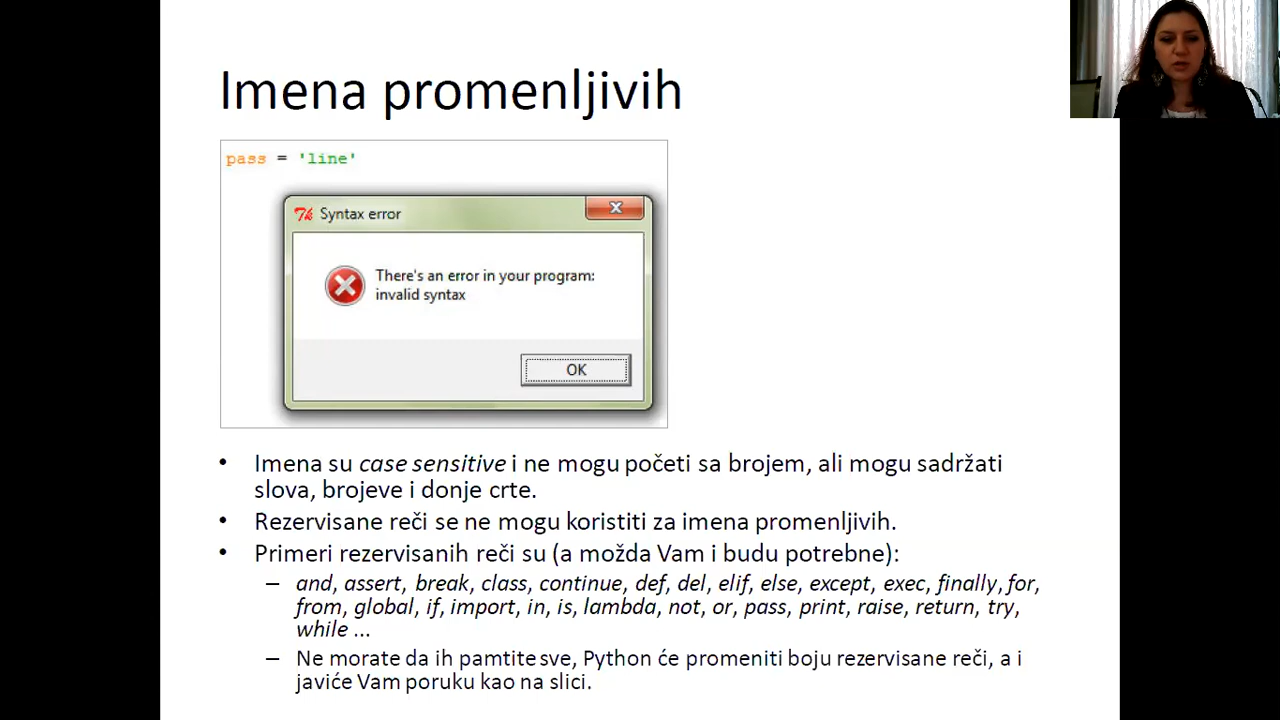 Imena promenljivih
pass = 'line'
Syntax error
There's an error in your program:
invalid syntax
OK
• Imena su case sensitive i ne mogu početi sa brojem, ali mogu sadržati
slova, brojeve i donje crte.
• Rezervisane reči se ne mogu koristiti za imena promenljivih.
• Primeri rezervisanih reči su (a možda Vam i budu potrebne):
– and, assert, break, class, continue, def, del, elif, else, except, exec, finally, for,
from, global, if, import, in, is, lambda, not, or, pass, print, raise, return, try,
while ...
– Ne morate da ih pamtite sve, Python će promeniti boju rezervisane reči, a i
javiće Vam poruku kao na slici.